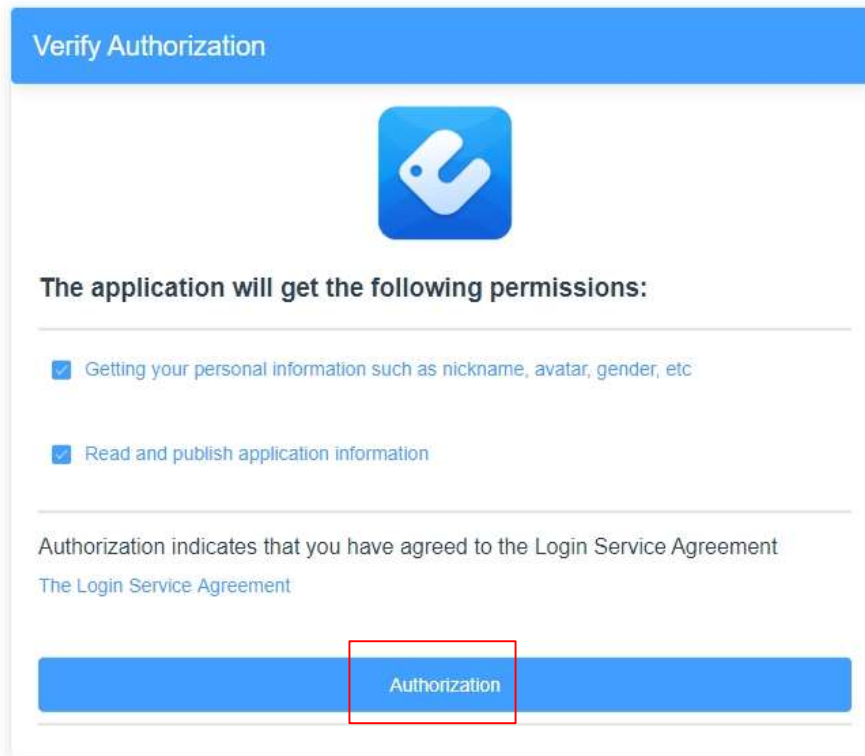 Verify Authorization
The application will get the following permissions:
Getting your personal information such as nickname, avatar, gender, etc
Read and publish application information
Authorization indicates that you have agreed to the Login Service Agreement
The Login Service Agreement
Authorization